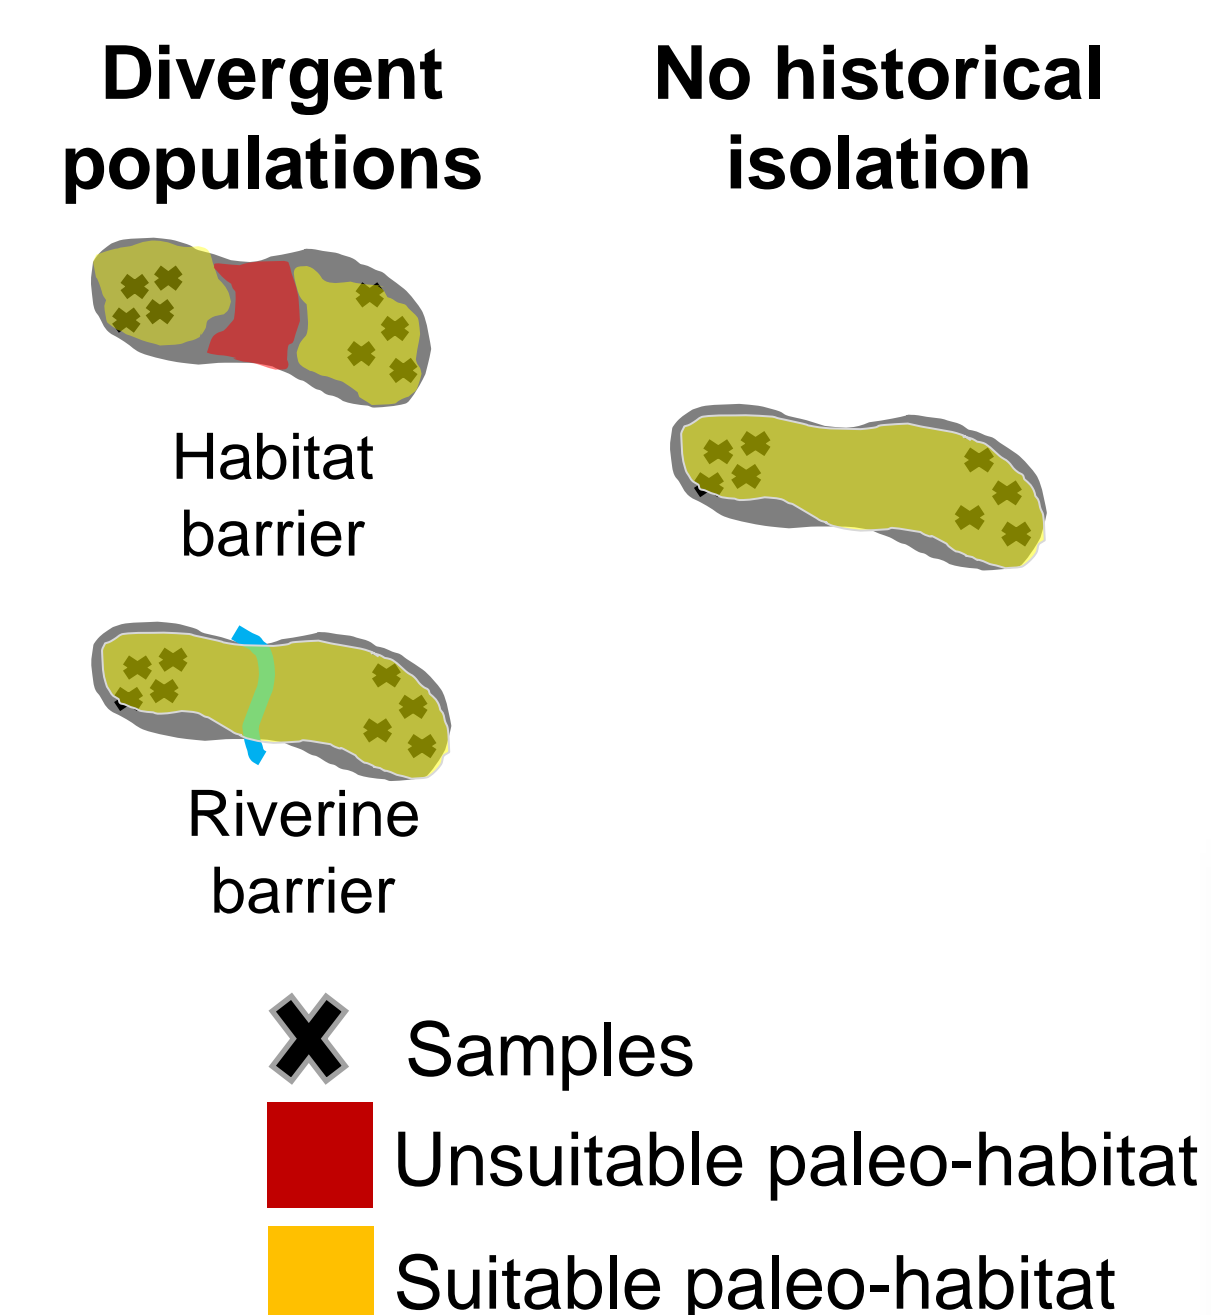 Divergent
populations
No historical
isolation
Habitat
barrier
Riverine
barrier
Samples
Unsuitable paleo-habitat
Suitable paleo-habitat